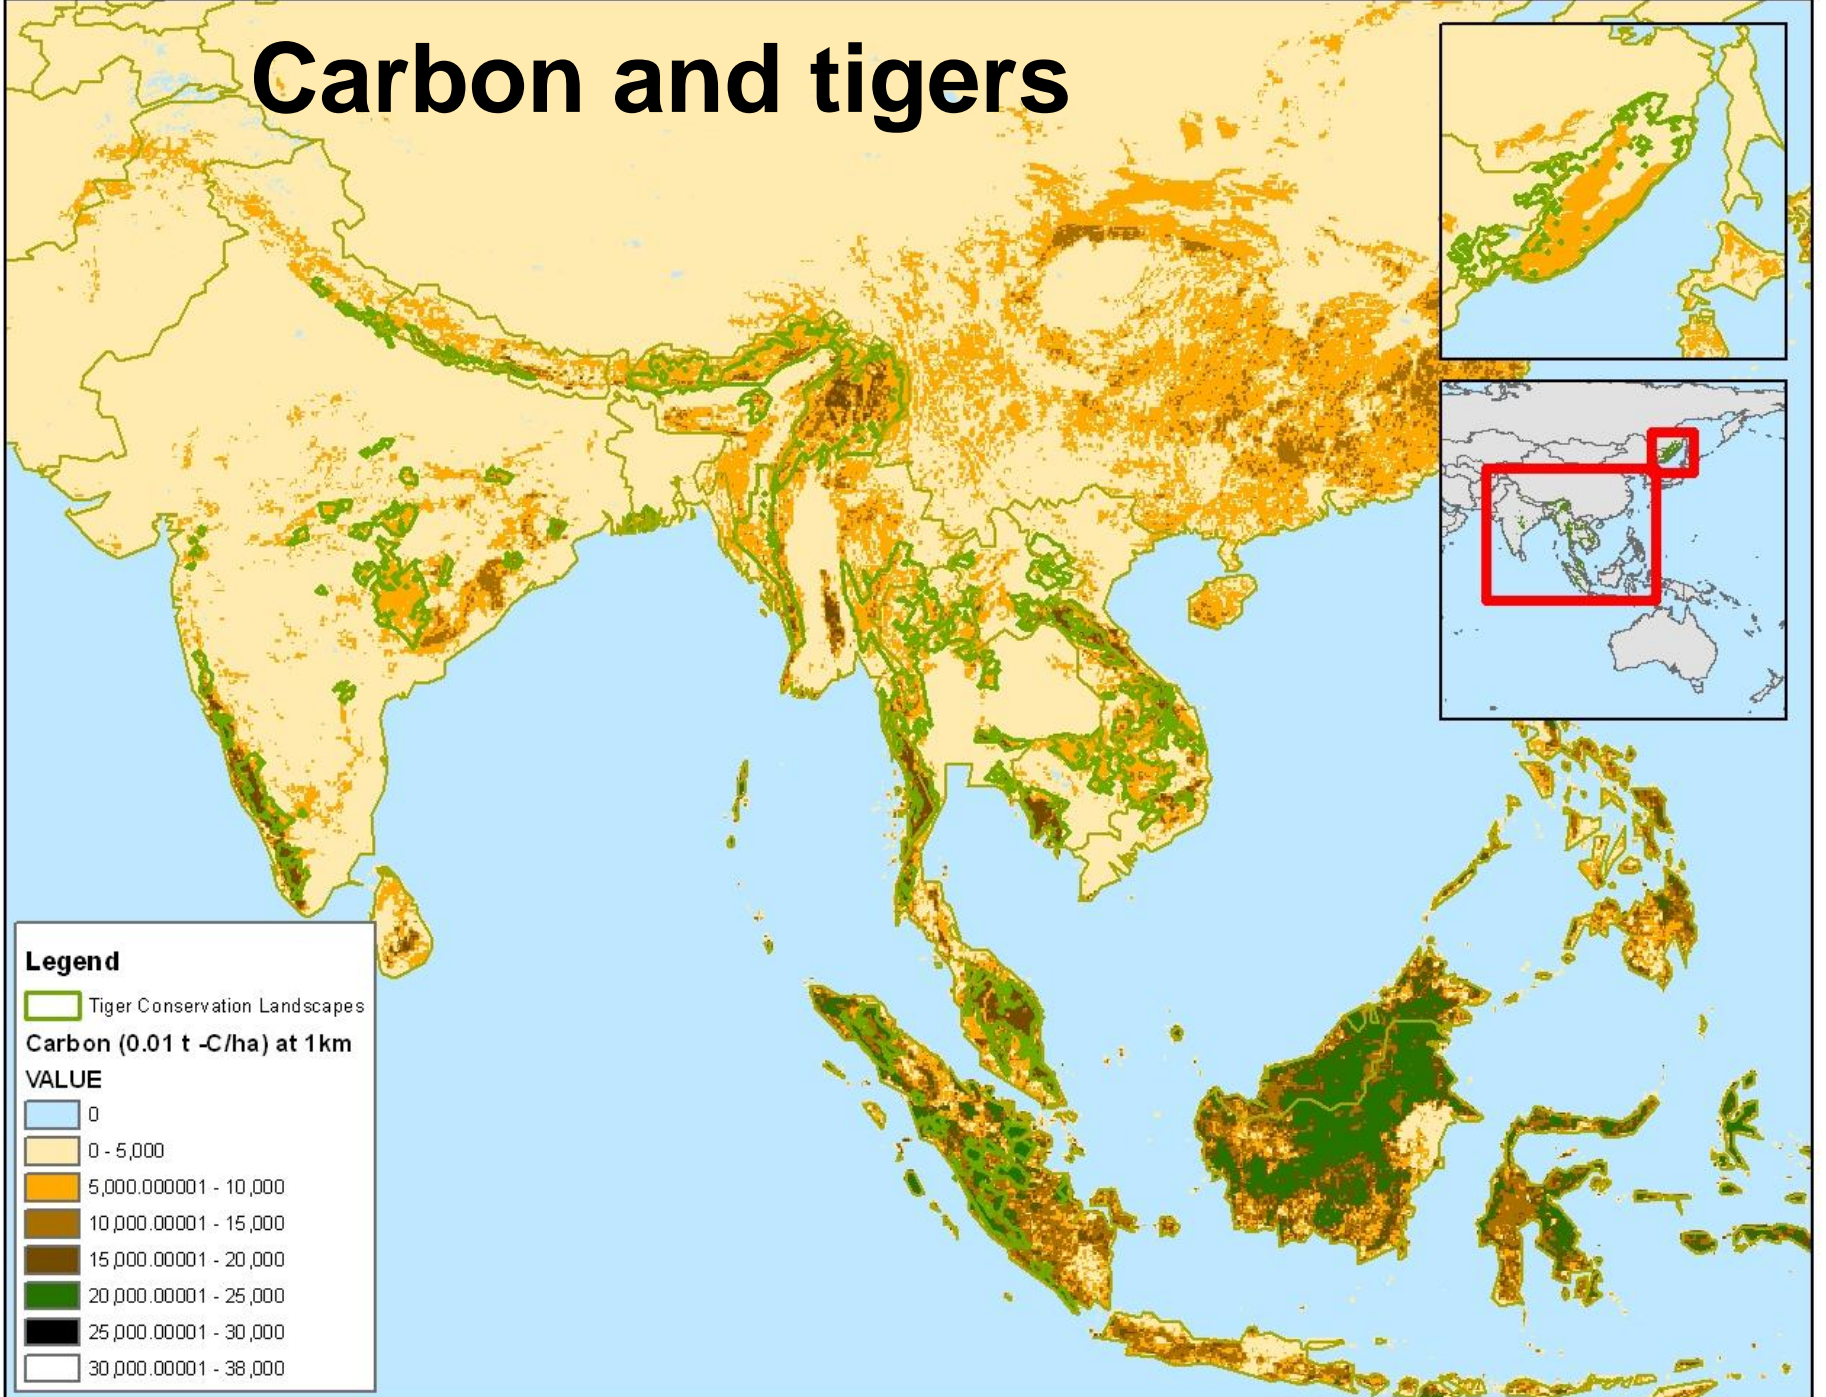 Carbon and tigers
Legend
Tiger Conservation Landscapes
Carbon (0.01 t -C/ha) at 1km
VALUE
0
0 - 5,000
5,000.000001 - 10,000
10,000.00001 - 15,000
15,000.00001 - 20,000
20,000.00001 - 25,000
25,000.00001 - 30,000
30,000.00001 - 38,000